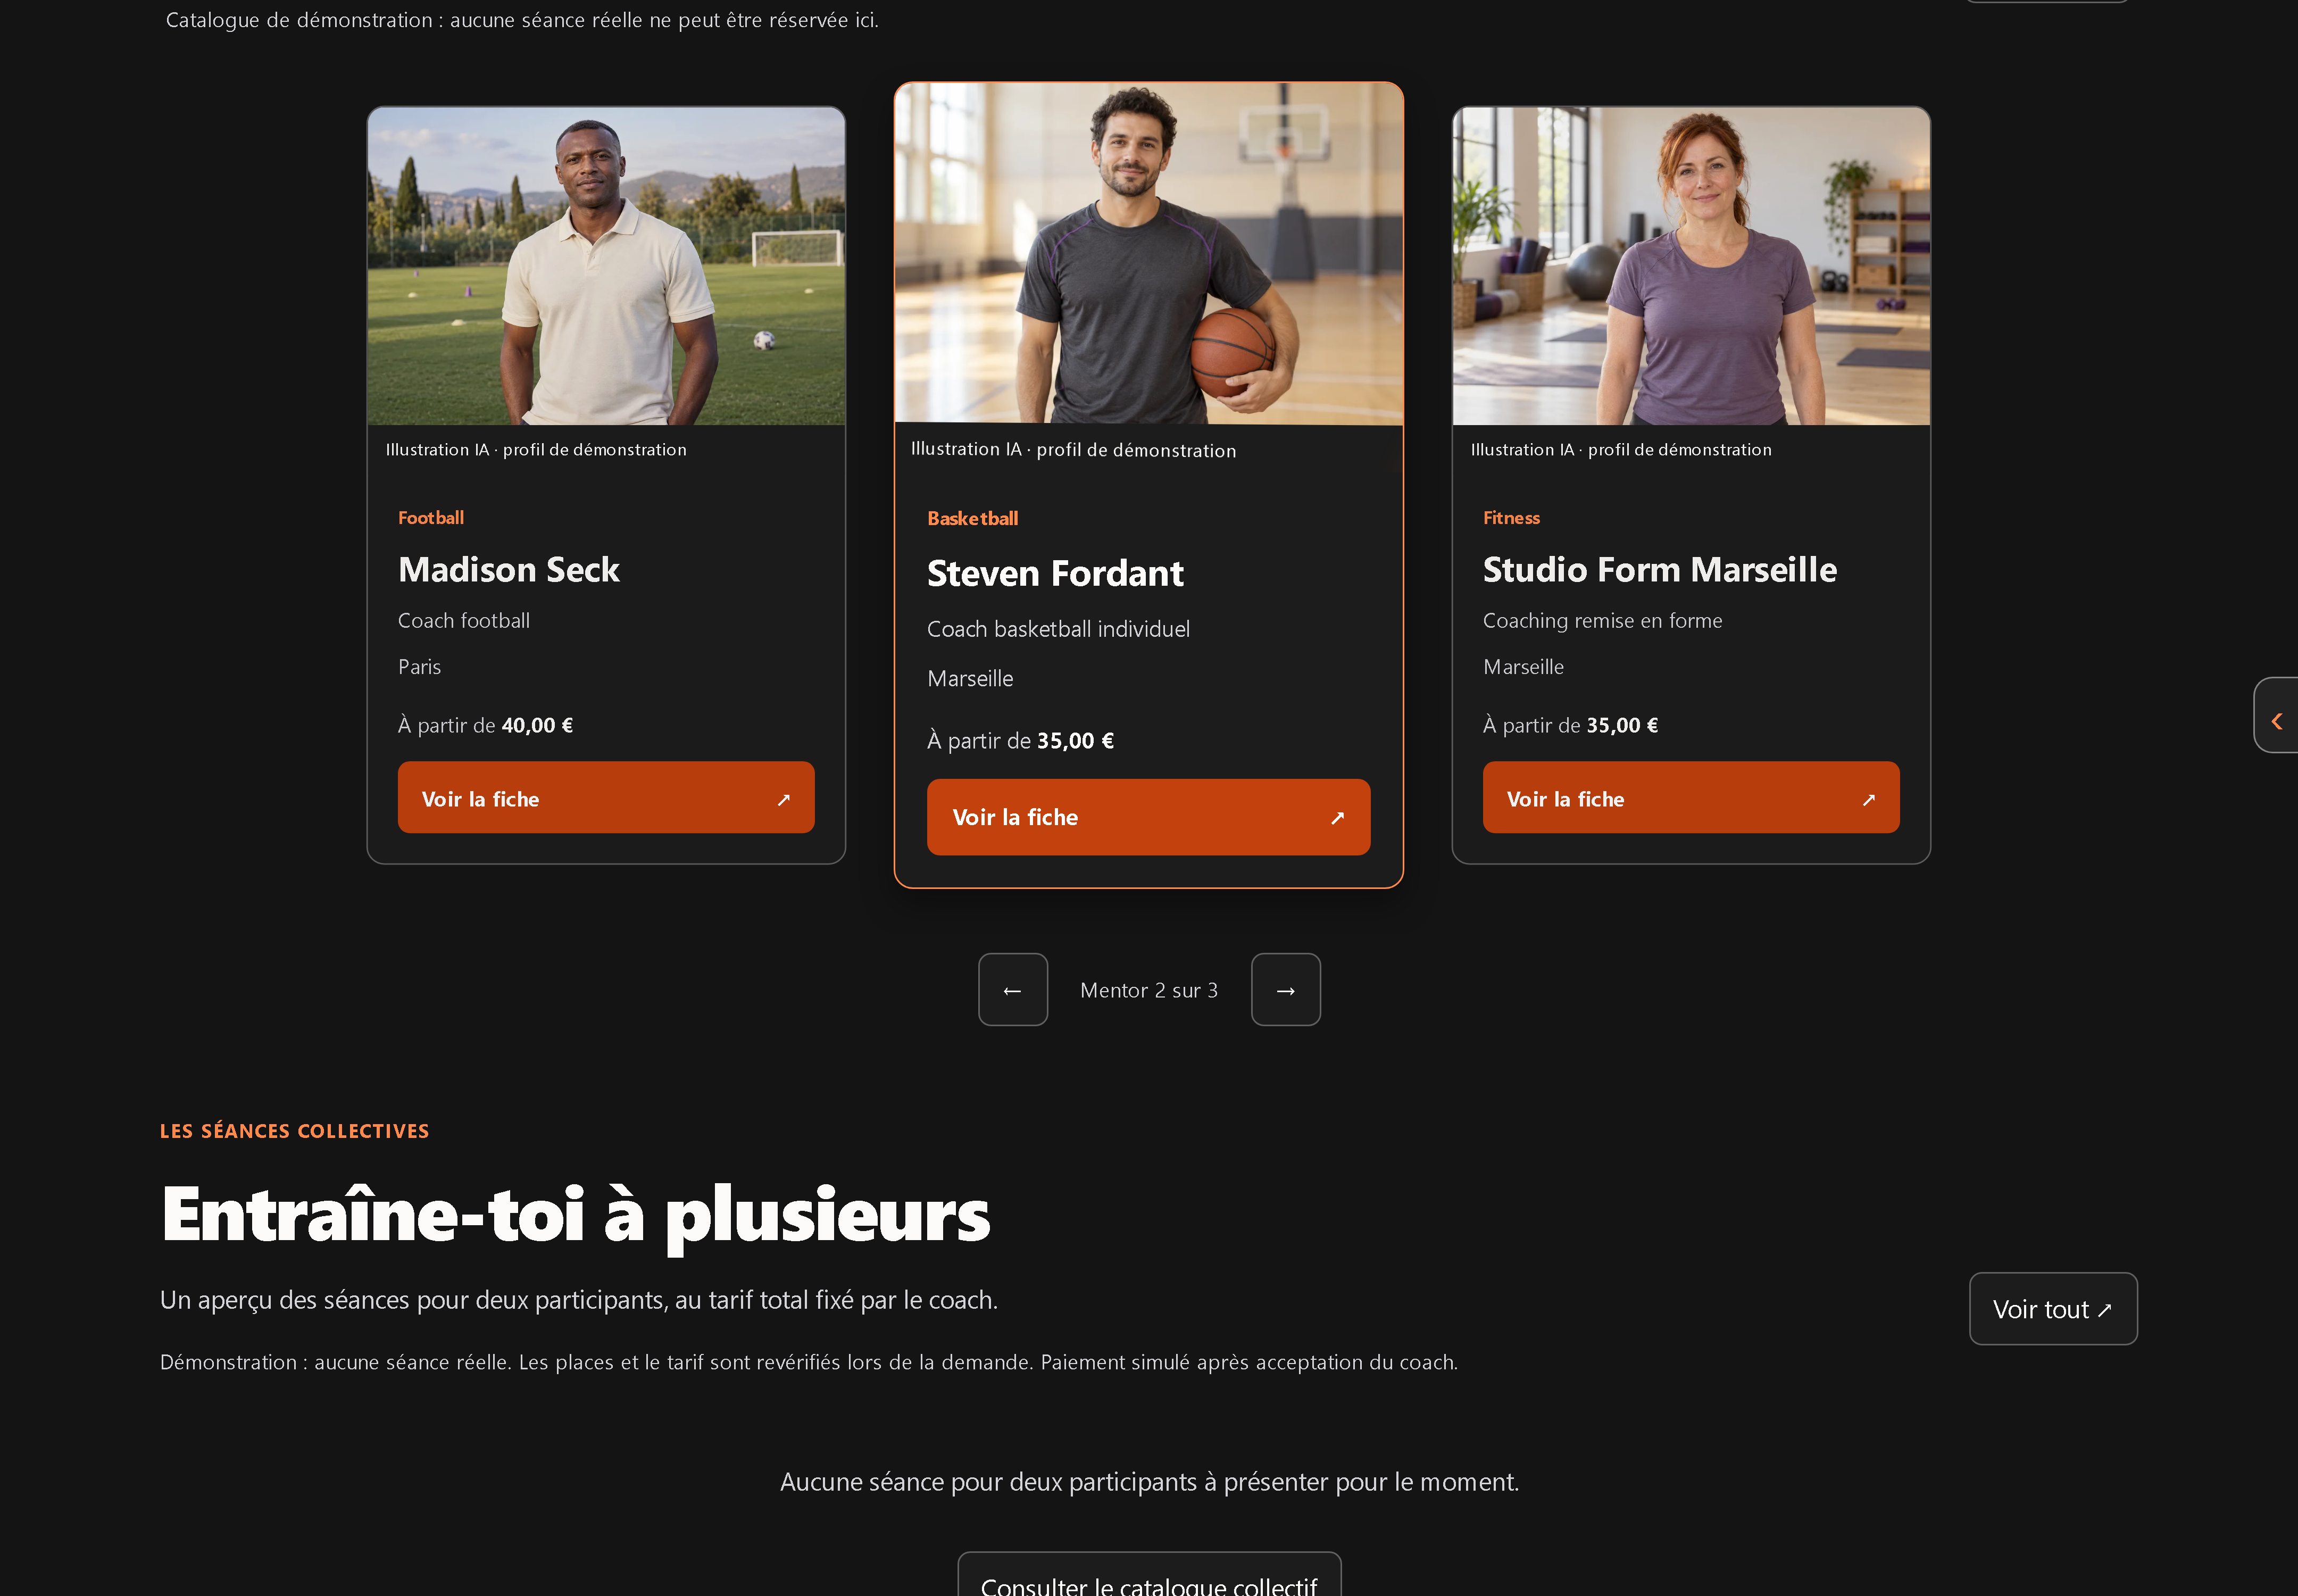 Catalogue de démonstration : aucune séance réelle ne peut être réservée ici.
Illustration IA · profil de démonstration
Football
Madison Seck
Coach football
Paris
À partir de 40,00 €
Voir la fiche ↗
Illustration IA · profil de démonstration
Basketball
Steven Fordant
Coach basketball individuel
Marseille
À partir de 35,00 €
Voir la fiche ↗
Illustration IA · profil de démonstration
Fitness
Studio Form Marseille
Coaching remise en forme
Marseille
À partir de 35,00 €
Voir la fiche ↗
← Mentor 2 sur 3 →
LES SÉANCES COLLECTIVES
Entraîne-toi à plusieurs
Un aperçu des séances pour deux participants, au tarif total fixé par le coach.
Voir tout ↗
Démonstration : aucune séance réelle. Les places et le tarif sont revérifiés lors de la demande. Paiement simulé après acceptation du coach.
Aucune séance pour deux participants à présenter pour le moment.
Consulter le catalogue collectif